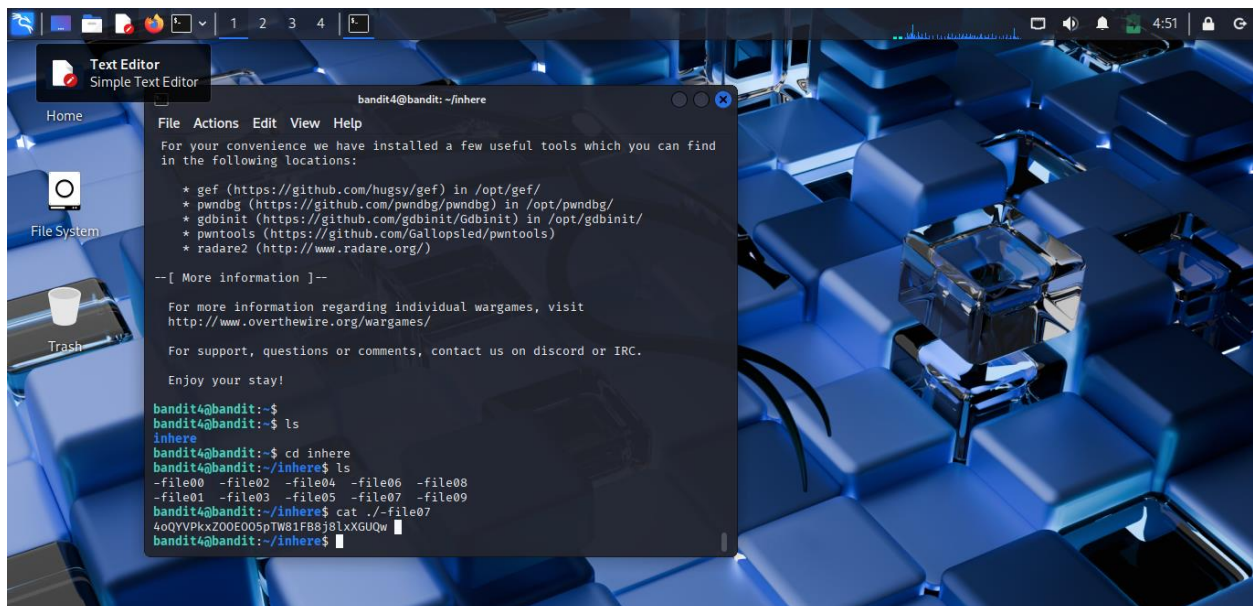 1 2 3 4
4:51
Text Editor
Simple Text Editor
Home
File System
Trash
bandit4@bandit: ~/inhere
File Actions Edit View Help
For your convenience we have installed a few useful tools which you can find
in the following locations:
* gef (https://github.com/hugsy/gef) in /opt/gef/
* pwndbg (https://github.com/pwndbg/pwndbg) in /opt/pwndbg/
* gdbinit (https://github.com/gdbinit/Gdbinit) in /opt/gdbinit/
* pwntools (https://github.com/Gallopsled/pwntools)
* radare2 (http://www.radare.org/)
--[ More information ]--
For more information regarding individual wargames, visit
http://www.overthewire.org/wargames/
For support, questions or comments, contact us on discord or IRC.
Enjoy your stay!
bandit4@bandit:~$
bandit4@bandit:~$ ls
inhere
bandit4@bandit:~$ cd inhere
bandit4@bandit:~/inhere$ ls
-file00 -file02 -file04 -file06 -file08
-file01 -file03 -file05 -file07 -file09
bandit4@bandit:~/inhere$ cat ./-file07
4oQYVPkxZOOEOO5pTW81FB8j8lxXGUQw
bandit4@bandit:~/inhere$